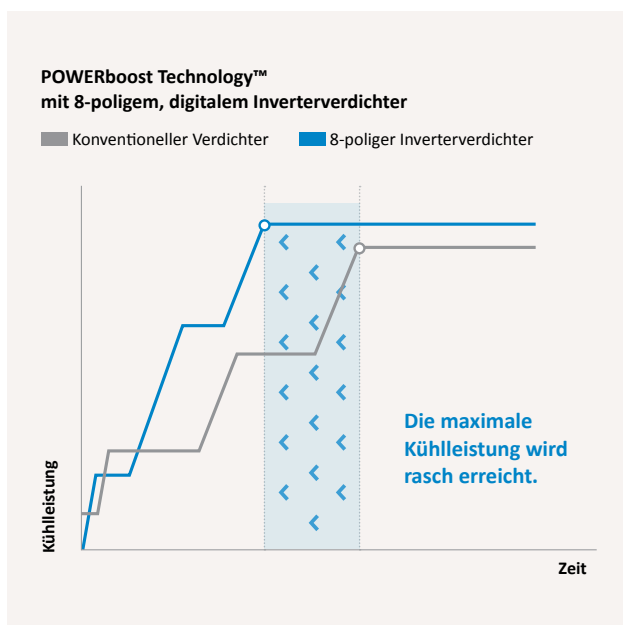 POWERboost Technology™
mit 8-poligem, digitalem Inverterverdichter
Konventioneller Verdichter
8-poliger Inverterverdichter
Die maximale
Kühlleistung wird
rasch erreicht.
Kühlleistung
Zeit